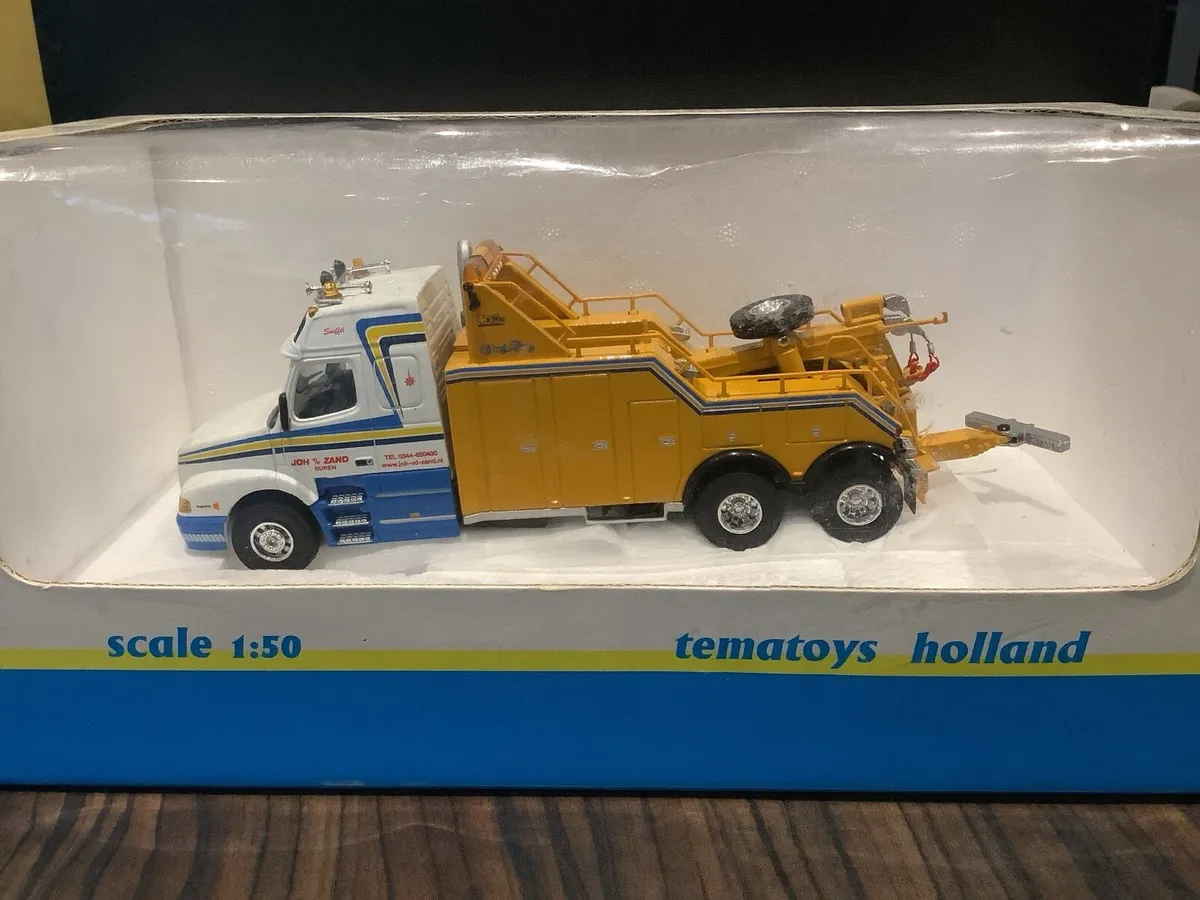 JOH v/d ZAND
BUREN
TEL 0344-650400
www.joh-vd-zand.nl
scale 1:50
tematoys holland